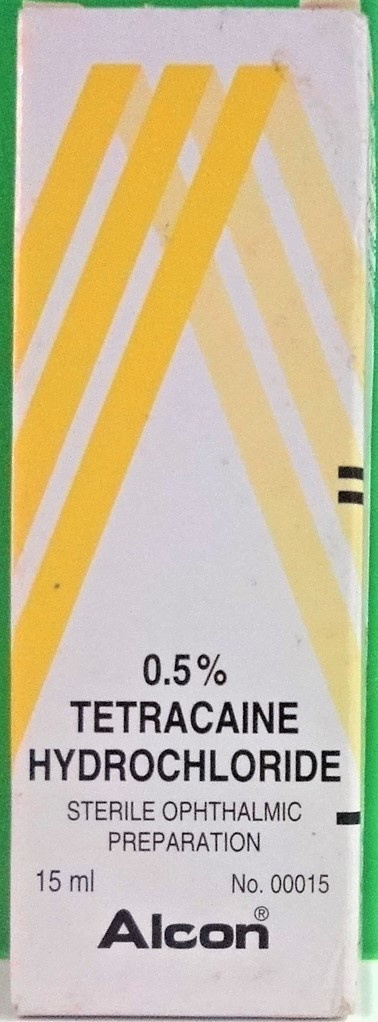 0.5%
TETRACAINE
HYDROCHLORIDE
STERILE OPHTHALMIC
PREPARATION
15 ml No. 00015
Alcon®